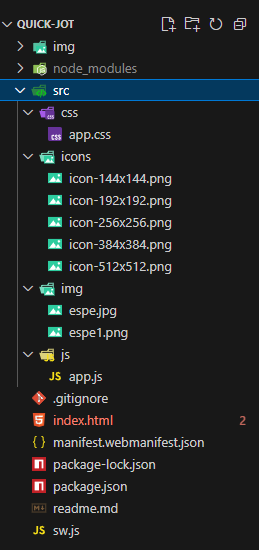 QUICK-JOT
img
node_modules
src
css
app.css
icons
icon-144x144.png
icon-192x192.png
icon-256x256.png
icon-384x384.png
icon-512x512.png
img
espe.jpg
espe1.png
js
JS app.js
.gitignore
index.html 2
{ } manifest.webmanifest.json
package-lock.json
package.json
readme.md
JS sw.js